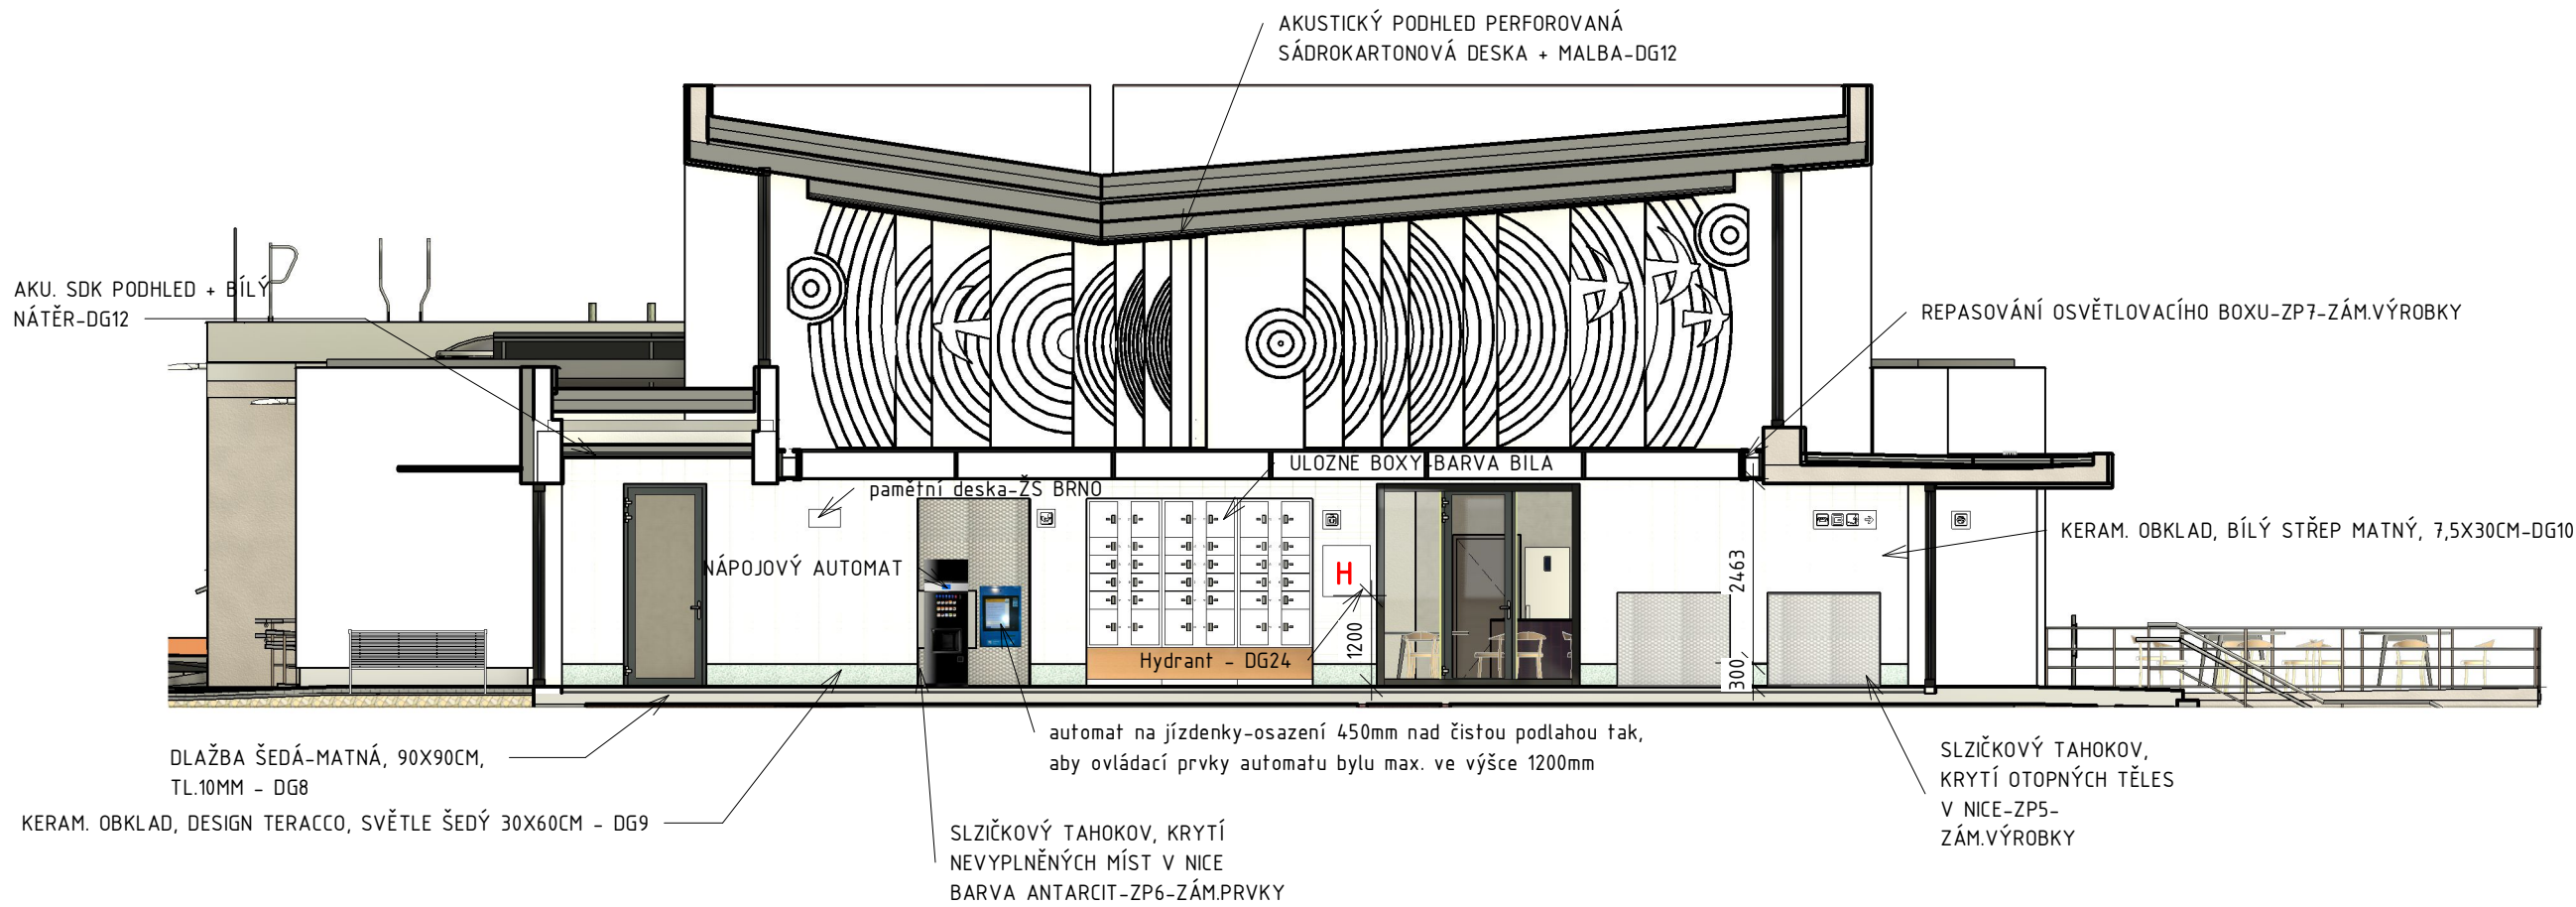 AKUSTICKÝ PODHLED PERFOROVANÁ
SÁDROKARTONOVÁ DESKA + MALBA-DG12
AKU. SDK PODHLED + BÍLÝ
NÁTĚR-DG12
REPASOVÁNÍ OSVĚTLOVACÍHO BOXU-ZP7-ZÁM.VÝROBKY
ULOZNE BOXY-BARVA BILA
pamětní deska-ŽS BRNO
KERAM. OBKLAD, BÍLÝ STŘEP MATNÝ, 7,5X30CM-DG10
NÁPOJOVÝ AUTOMAT
H
2463
1200
300
Hydrant - DG24
automat na jízdenky-osazení 450mm nad čistou podlahou tak,
aby ovládací prvky automatu bylu max. ve výšce 1200mm
DLAŽBA ŠEDÁ-MATNÁ, 90X90CM,
TL.10MM - DG8
KERAM. OBKLAD, DESIGN TERACCO, SVĚTLE ŠEDÝ 30X60CM - DG9
SLZIČKOVÝ TAHOKOV, KRYTÍ
NEVYPLNĚNÝCH MÍST V NICE
BARVA ANTARCIT-ZP6-ZÁM.PRVKY
SLZIČKOVÝ TAHOKOV,
KRYTÍ OTOPNÝCH TĚLES
V NICE-ZP5-
ZÁM.VÝROBKY